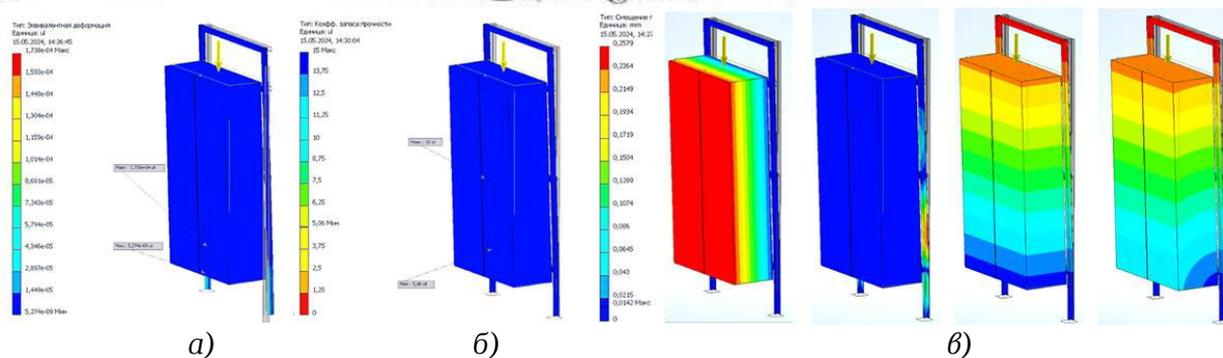 Тип: Эквивалентная деформация
Единица: ul
15.05.2024, 14:36:45
1,738e-04 Макс
1,593e-04
1,448e-04
1,304e-04
1,159e-04
1,014e-04
8,691e-05
7,243e-05
5,794e-05
4,346e-05
2,897e-05
1,449e-05
5,274e-09 Мин
Тип: Коэфф. запаса прочности
Единица: ul
15.05.2024, 14:30:04
15 Макс
13,75
12,5
11,25
10
8,75
7,5
6,25
5,06 Мин
3,75
2,5
1,25
0
Тип: Смещение
Единица: mm
15.05.2024, 14:2
0,2579
0,2364
0,2149
0,1934
0,1719
0,1504
0,1289
0,1074
0,086
0,0645
0,043
0,0215
0,0142 Макс
0
а)
б)
в)